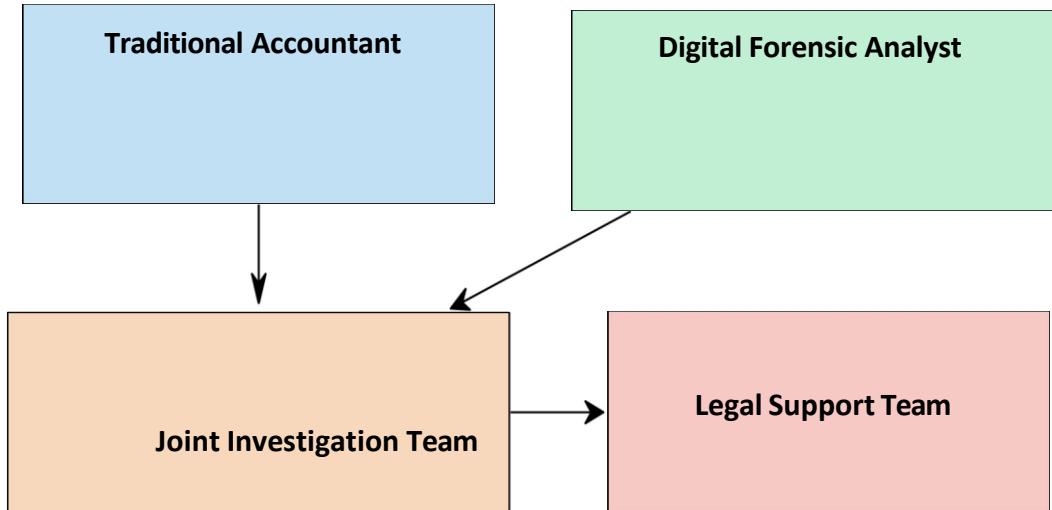 Traditional Accountant
Digital Forensic Analyst
Joint Investigation Team
Legal Support Team